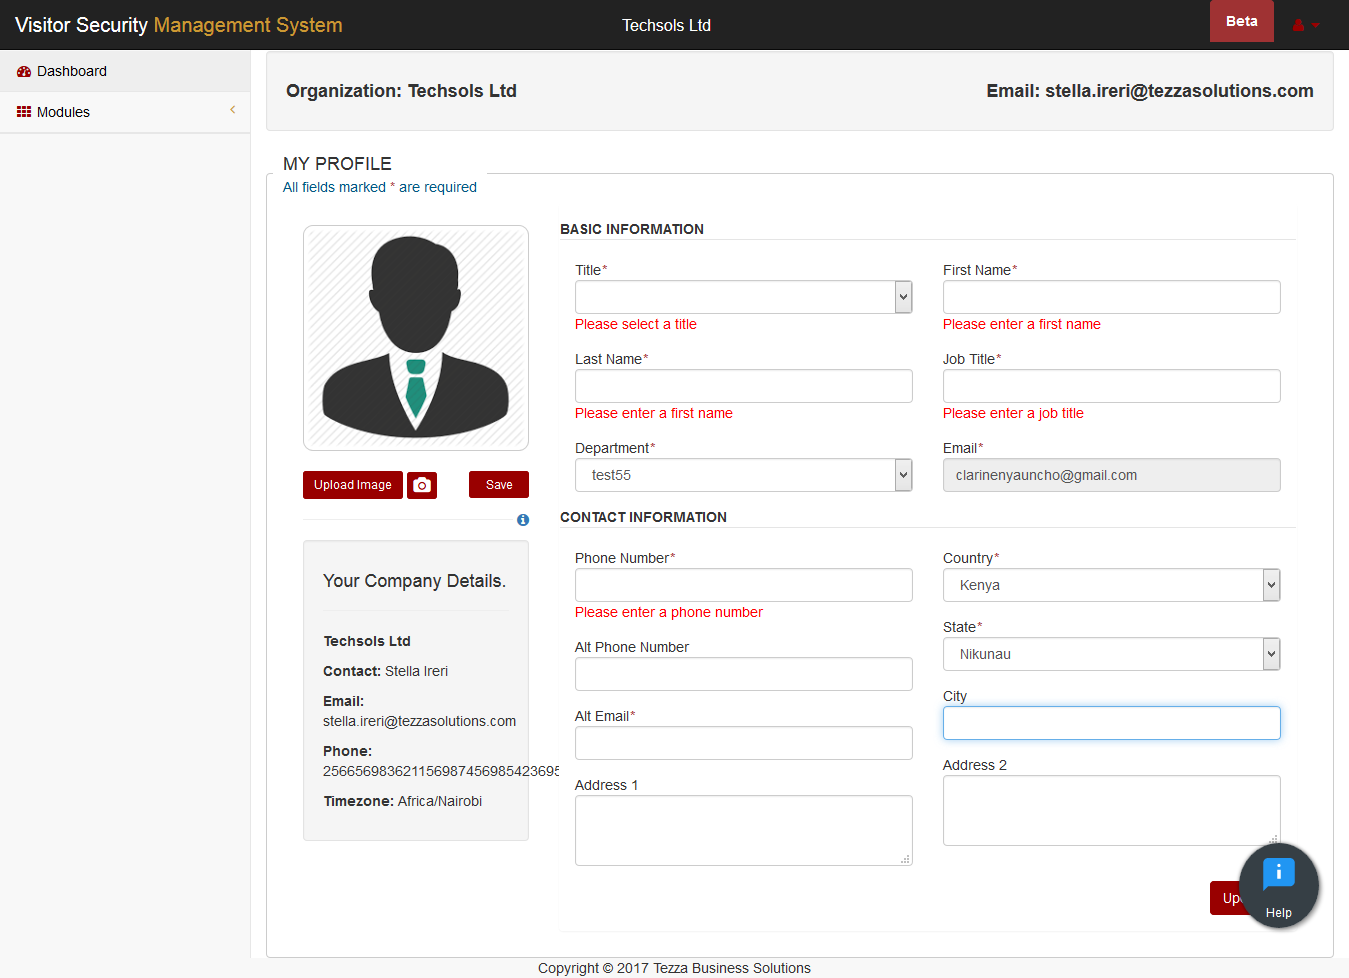 Visitor Security Management System
Techsols Ltd
Beta
Dashboard
Modules
Organization: Techsols Ltd
Email: stella.ireri@tezzasolutions.com
MY PROFILE
All fields marked * are required
Upload Image
Save
Your Company Details.
Techsols Ltd
Contact: Stella Ireri
Email:
stella.ireri@tezzasolutions.com
Phone:
256656983621156987456985423695
Timezone: Africa/Nairobi
BASIC INFORMATION
Title*
Please select a title
First Name*
Please enter a first name
Last Name*
Please enter a first name
Job Title*
Please enter a job title
Department*
test55
Email*
clarinenyauncho@gmail.com
CONTACT INFORMATION
Phone Number*
Please enter a phone number
Country*
Kenya
Alt Phone Number
State*
Nikunau
Alt Email*
City
Address 1
Address 2
Help
Copyright © 2017 Tezza Business Solutions